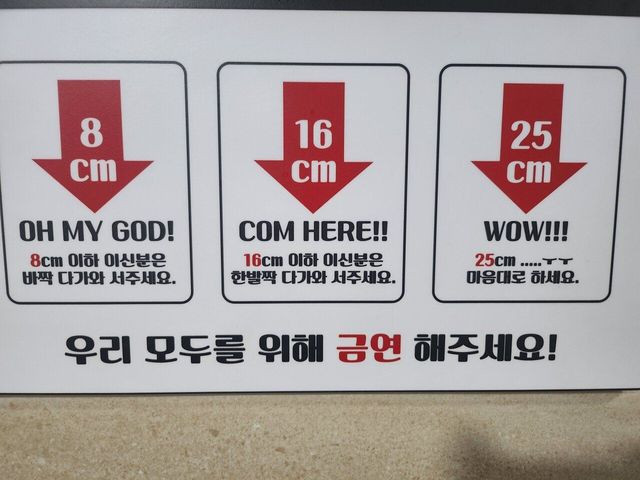 8
cm
OH MY GOD!
8cm 이하 이신분은
바짝 다가와 서주세요.
16
cm
COM HERE!!
16cm 이하 이신분은
한발짝 다가와 서주세요.
25
cm
WOW!!!
25cm .....ㅜㅜ
마음대로 하세요.
우리 모두를 위해 금연 해주세요!